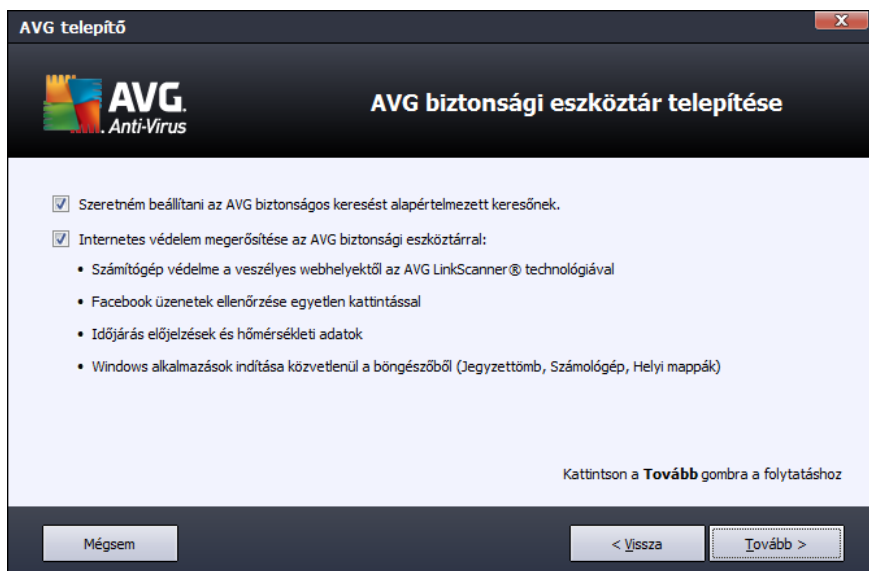 AVG telepítő
AVG.
Anti-Virus
AVG biztonsági eszköztár telepítése
Szeretném beállítani az AVG biztonságos keresést alapértelmezett keresőnek.
Internetes védelem megerősítése az AVG biztonsági eszköztárral:
• Számítógép védelme a veszélyes webhelyektől az AVG LinkScanner® technológiával
• Facebook üzenetek ellenőrzése egyetlen kattintással
• Időjárás előjelzések és hőmérsékleti adatok
• Windows alkalmazások indítása közvetlenül a böngészőből (Jegyzettömb, Számológép, Helyi mappák)
Kattintson a Tovább gombra a folytatáshoz
Mégsem
< Vissza
Tovább >